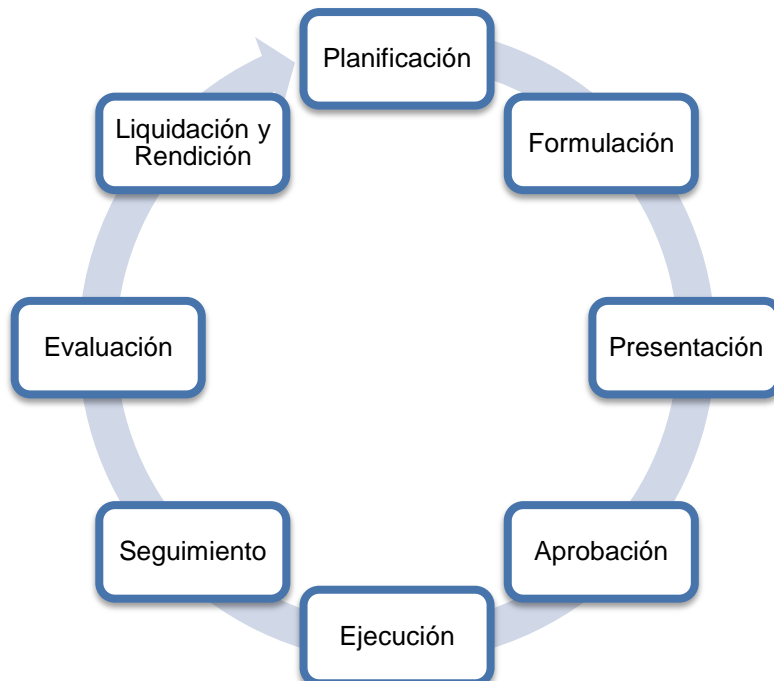 Planificación
Formulación
Presentación
Aprobación
Ejecución
Seguimiento
Evaluación
Liquidación y
Rendición